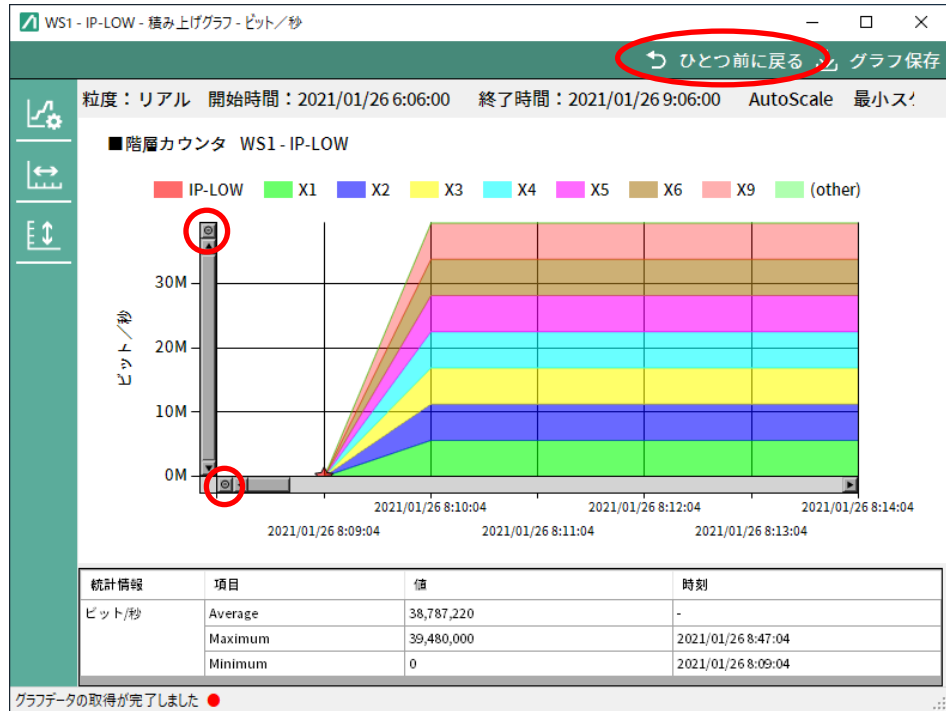 WS1 - IP-LOW - 積み上げグラフ - ビット／秒
ひとつ前に戻る グラフ保存
粒度：リアル 開始時間：2021/01/26 6:06:00 終了時間：2021/01/26 9:06:00 AutoScale 最小スケ
■階層カウンタ WS1 - IP-LOW
IP-LOW X1 X2 X3 X4 X5 X6 X9 (other)
ビット／秒
30M
20M
10M
0M
2021/01/26 8:10:04 2021/01/26 8:12:04 2021/01/26 8:14:04
2021/01/26 8:09:04 2021/01/26 8:11:04 2021/01/26 8:13:04
統計情報 項目 値 時刻
ビット/秒 Average 38,787,220 -
Maximum 39,480,000 2021/01/26 8:47:04
Minimum 0 2021/01/26 8:09:04
グラフデータの取得が完了しました